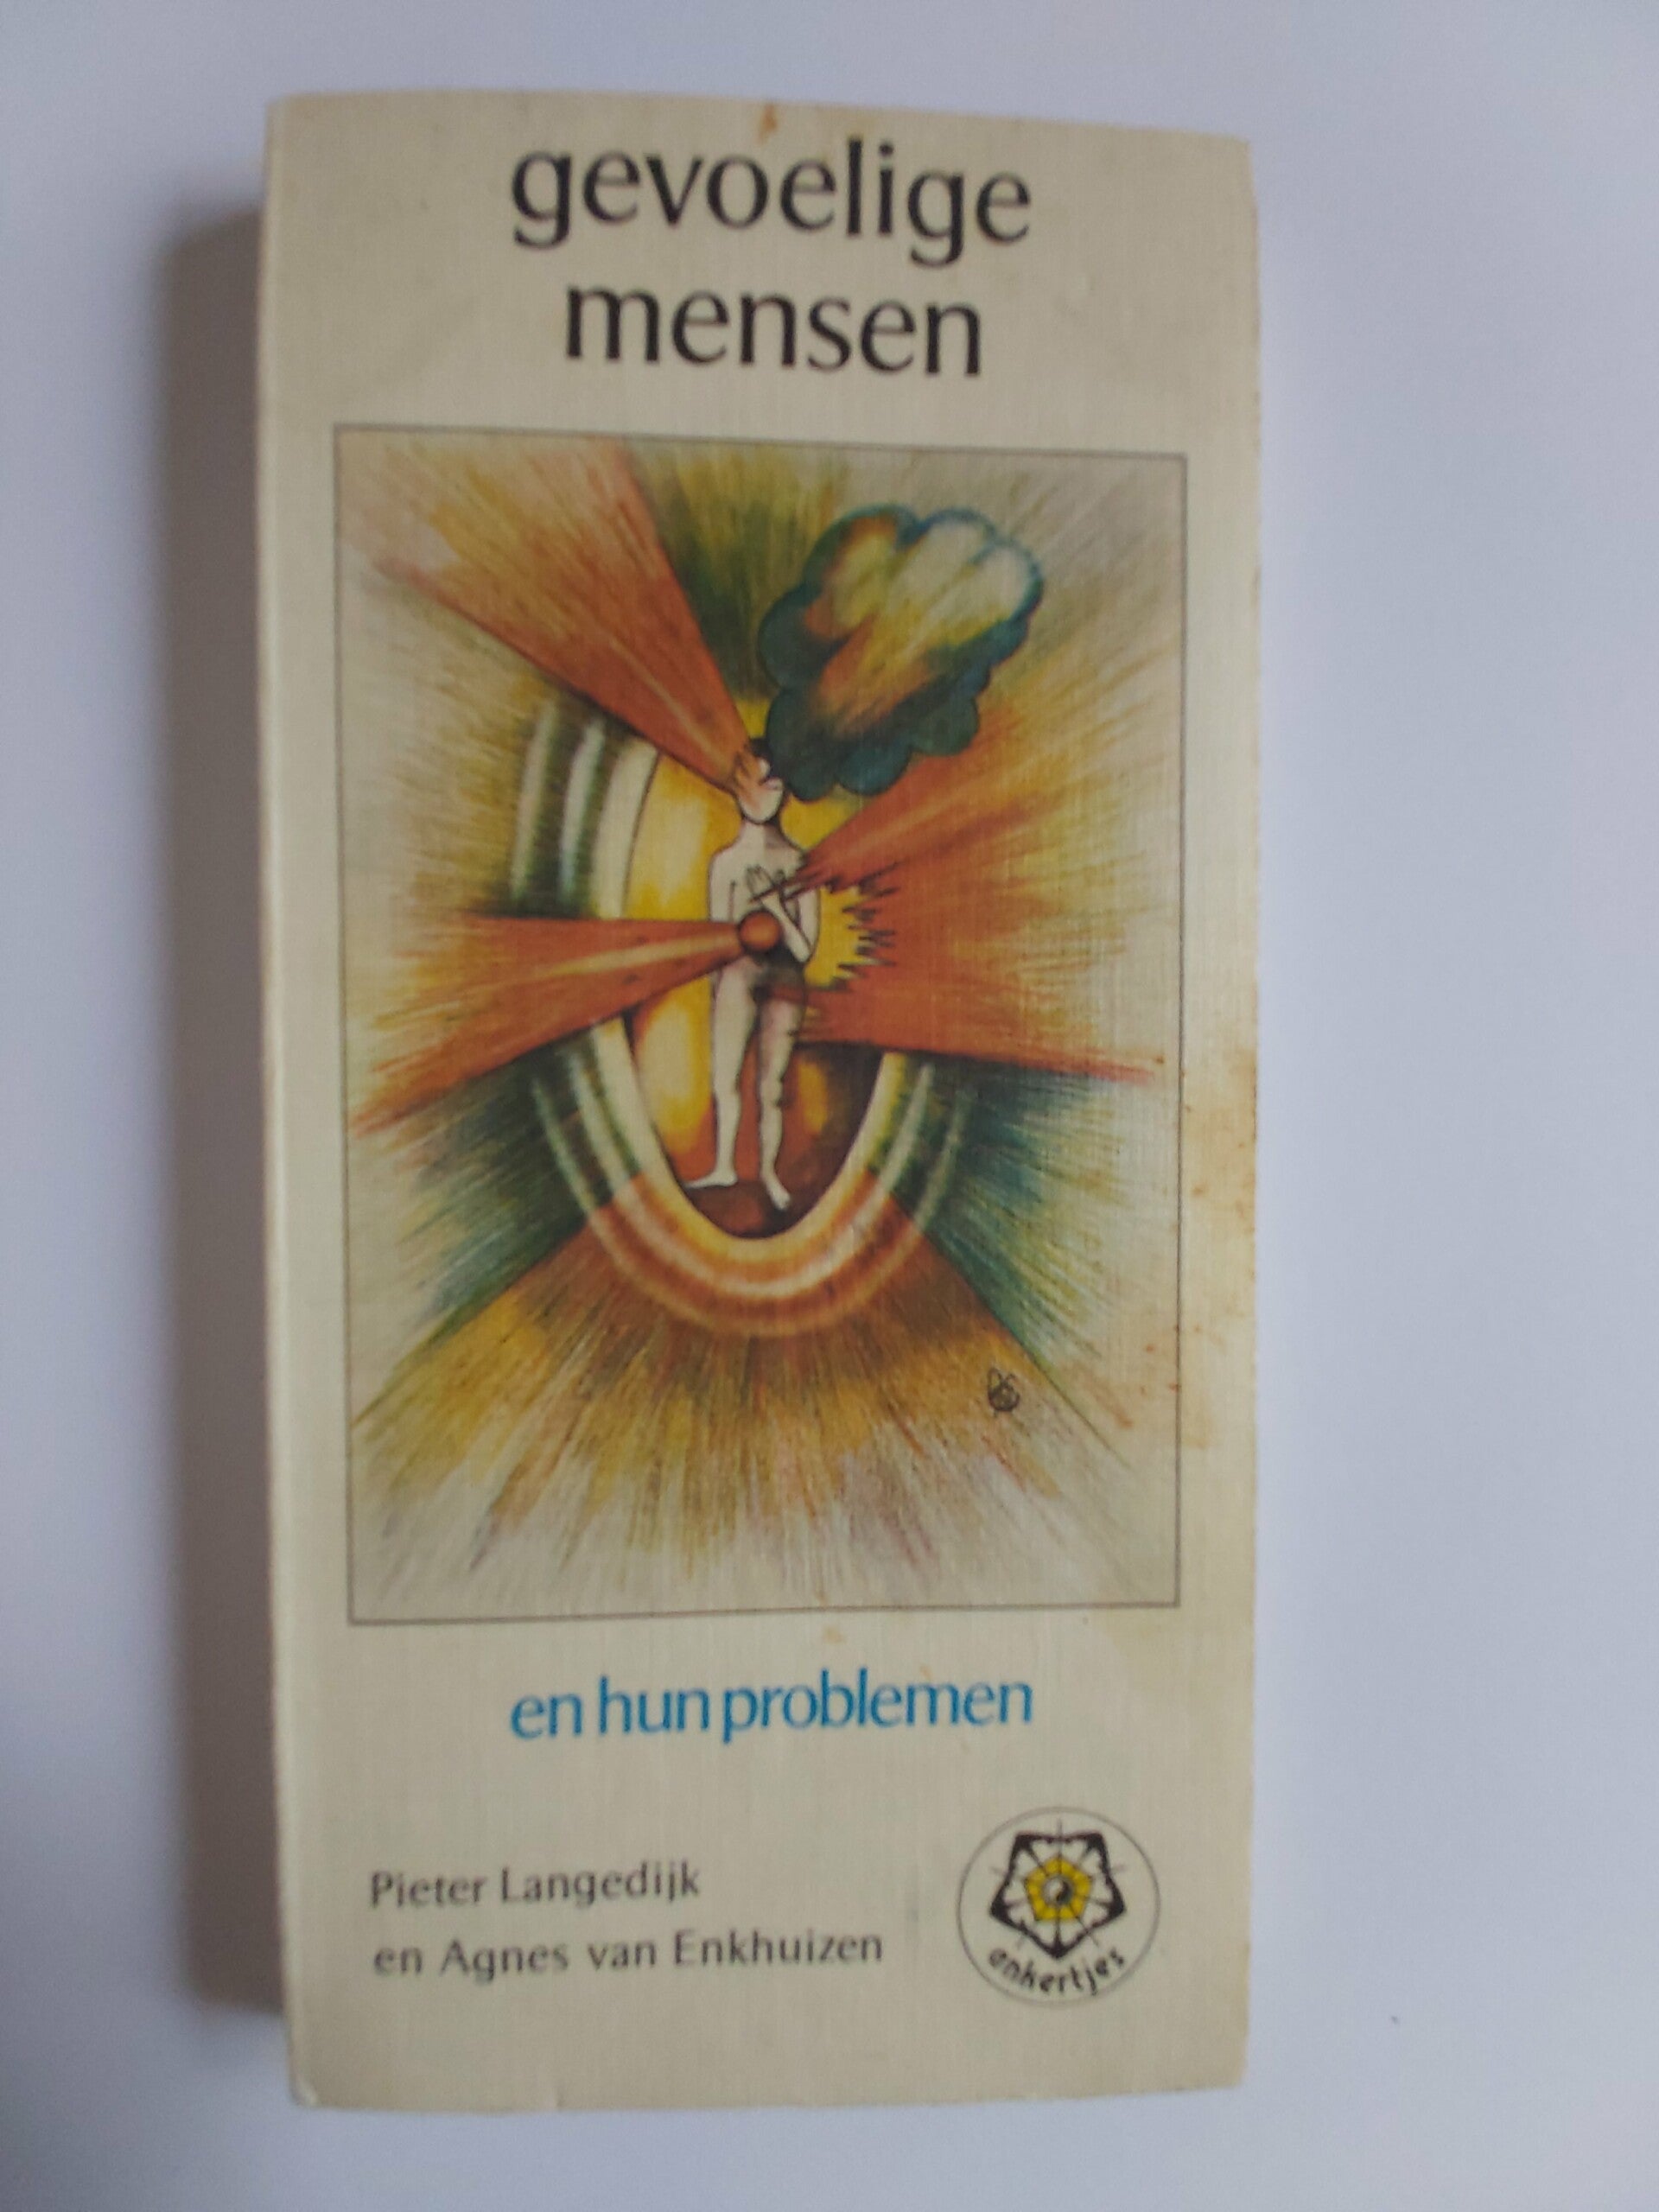 gevoelige
mensen
en hun problemen
Pieter Langedijk
en Agnes van Enkhuizen
ankertjes